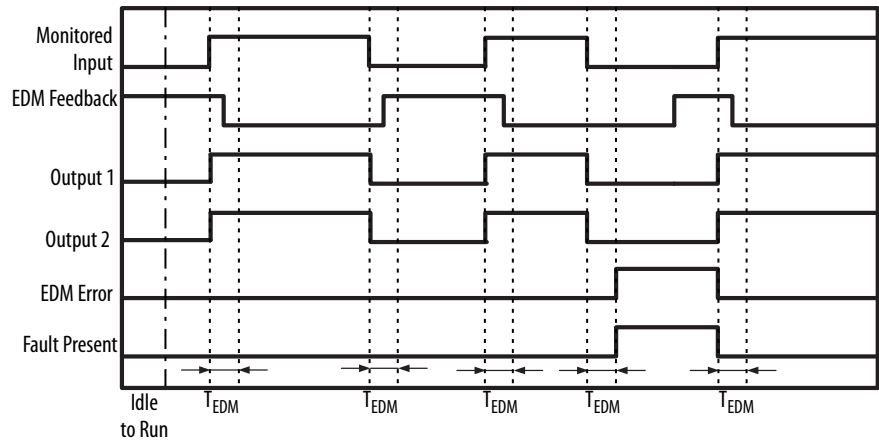 Monitored
Input
EDM Feedback
Output 1
Output 2
EDM Error
Fault Present
Idle
to Run
TEDM
TEDM
TEDM
TEDM
TEDM